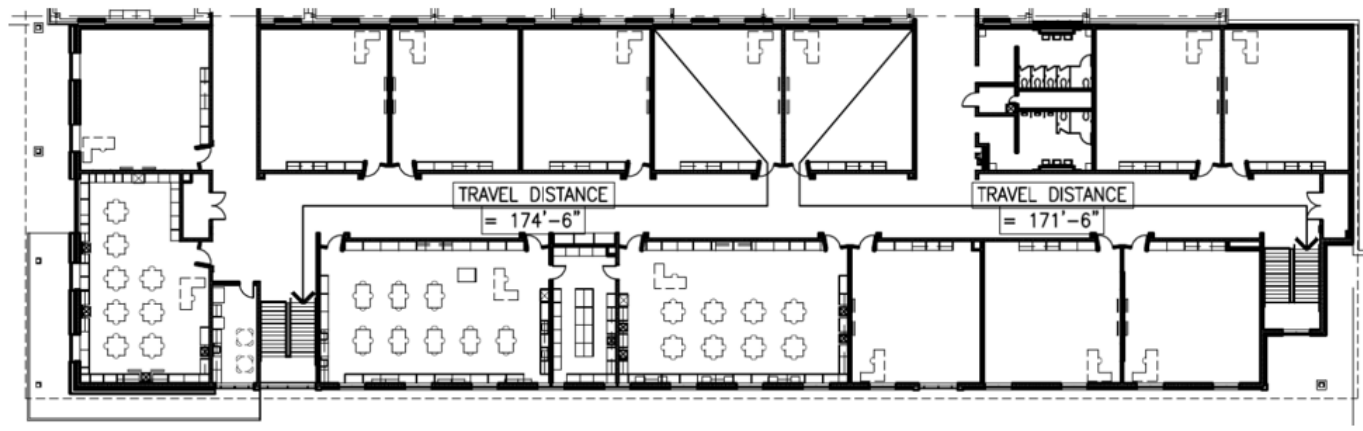 TRAVEL DISTANCE
= 174'-6"
TRAVEL DISTANCE
= 171'-6"